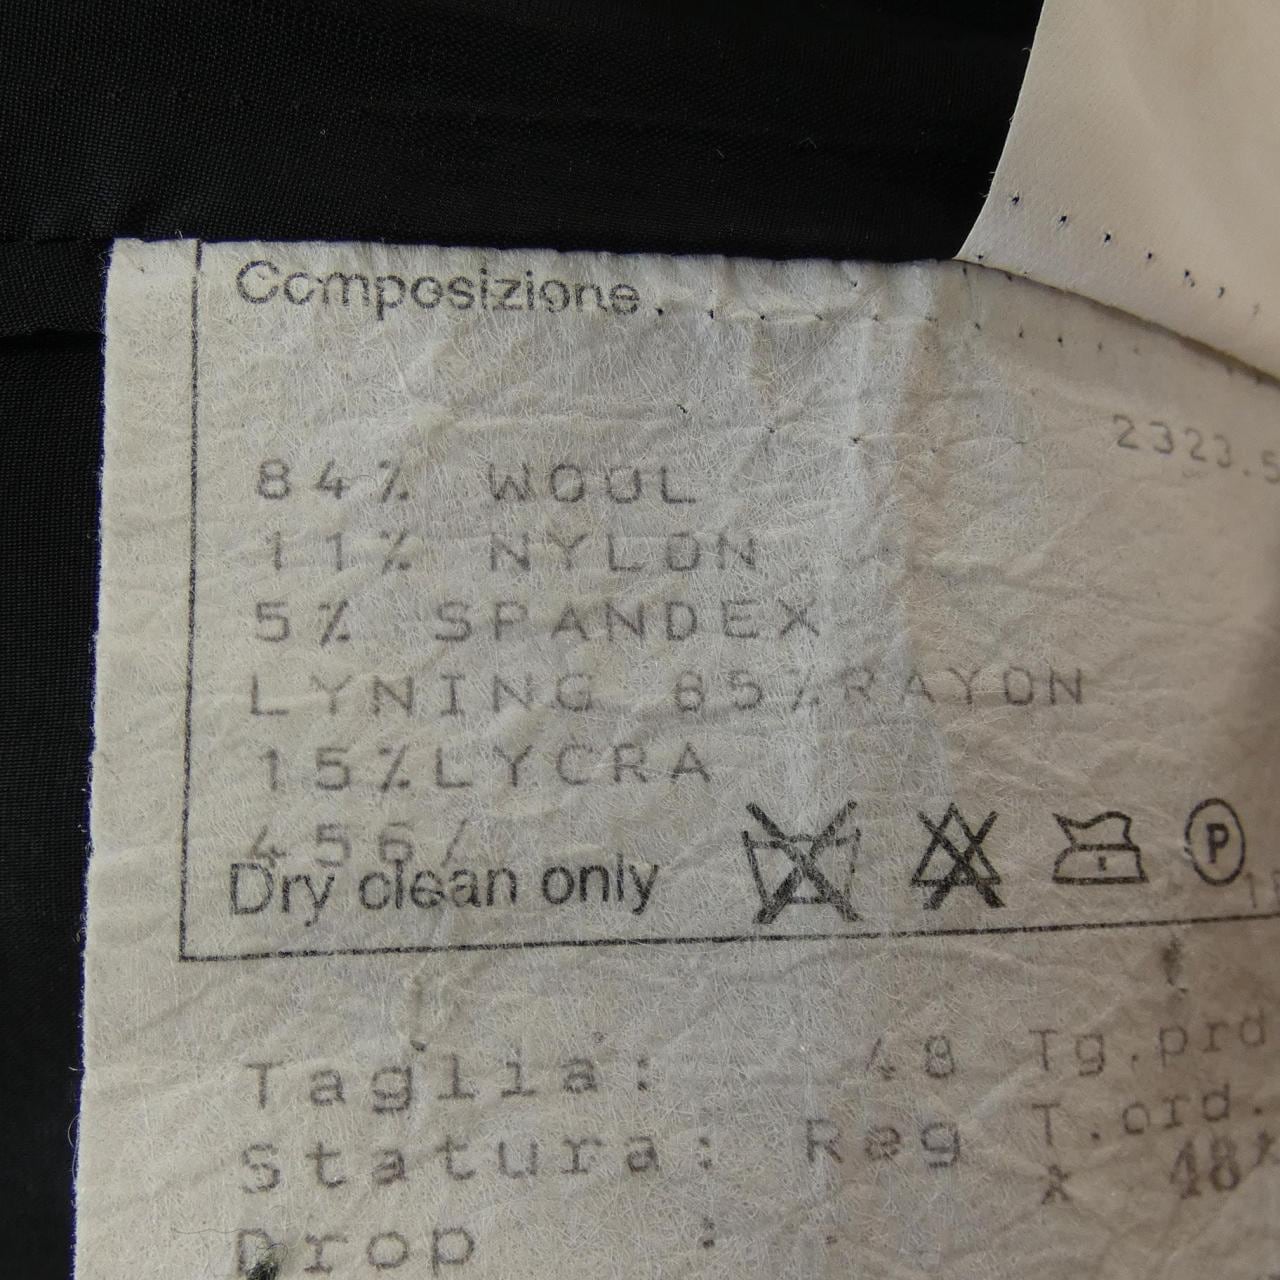 Composizione
2323.5
84% WOOL
11% NYLON
5% SPANDEX
LYNING 65%RAYON
15%LYCRA
456/
Dry clean only
P
Taglia: 48 Tg.prd
Statura: Reg T.ord.
* 48*
Drop :